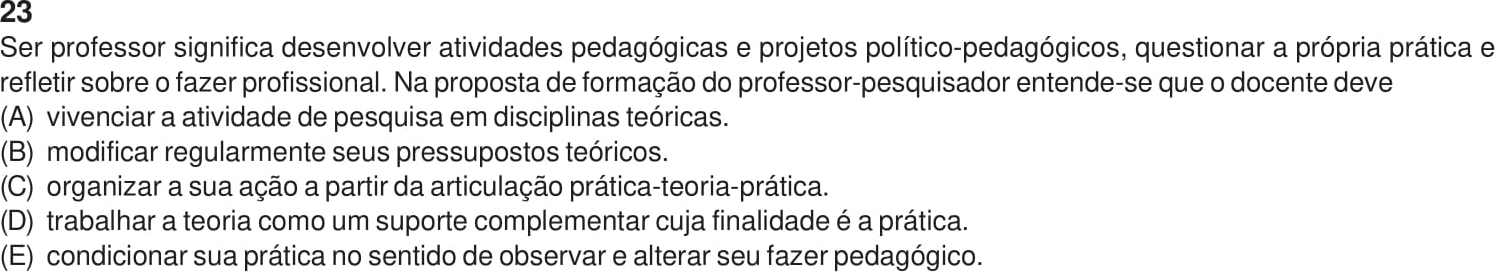 23
Ser professor significa desenvolver atividades pedagógicas e projetos político-pedagógicos, questionar a própria prática e
refletir sobre o fazer profissional. Na proposta de formação do professor-pesquisador entende-se que o docente deve
(A) vivenciar a atividade de pesquisa em disciplinas teóricas.
(B) modificar regularmente seus pressupostos teóricos.
(C) organizar a sua ação a partir da articulação prática-teoria-prática.
(D) trabalhar a teoria como um suporte complementar cuja finalidade é a prática.
(E) condicionar sua prática no sentido de observar e alterar seu fazer pedagógico.